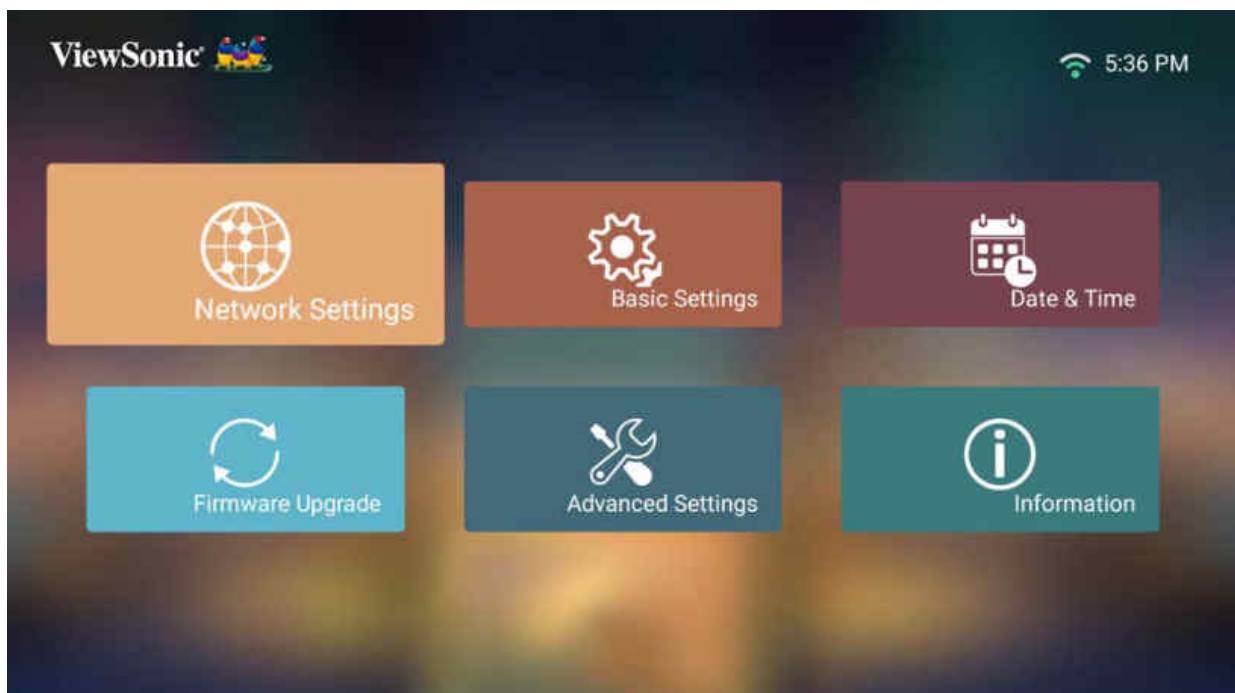 ViewSonic
5:36 PM
Network Settings
Basic Settings
Date & Time
Firmware Upgrade
Advanced Settings
Information